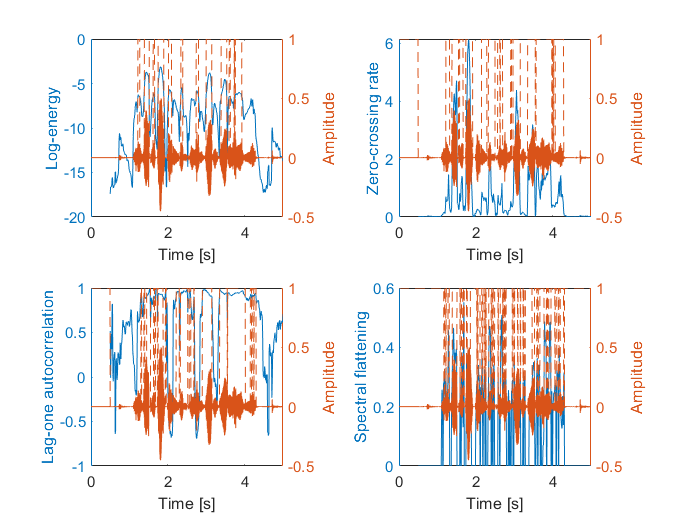 0
-5
-10
-15
-20
Log-energy
1
0.5
0
-0.5
Amplitude
0 2 4
Time [s]
6
4
2
0
Zero-crossing rate
1
0.5
0
-0.5
Amplitude
0 2 4
Time [s]
1
0.5
0
-0.5
-1
Lag-one autocorrelation
1
0.5
0
-0.5
Amplitude
0 2 4
Time [s]
0.6
0.4
0.2
0
Spectral flattening
1
0.5
0
-0.5
Amplitude
0 2 4
Time [s]